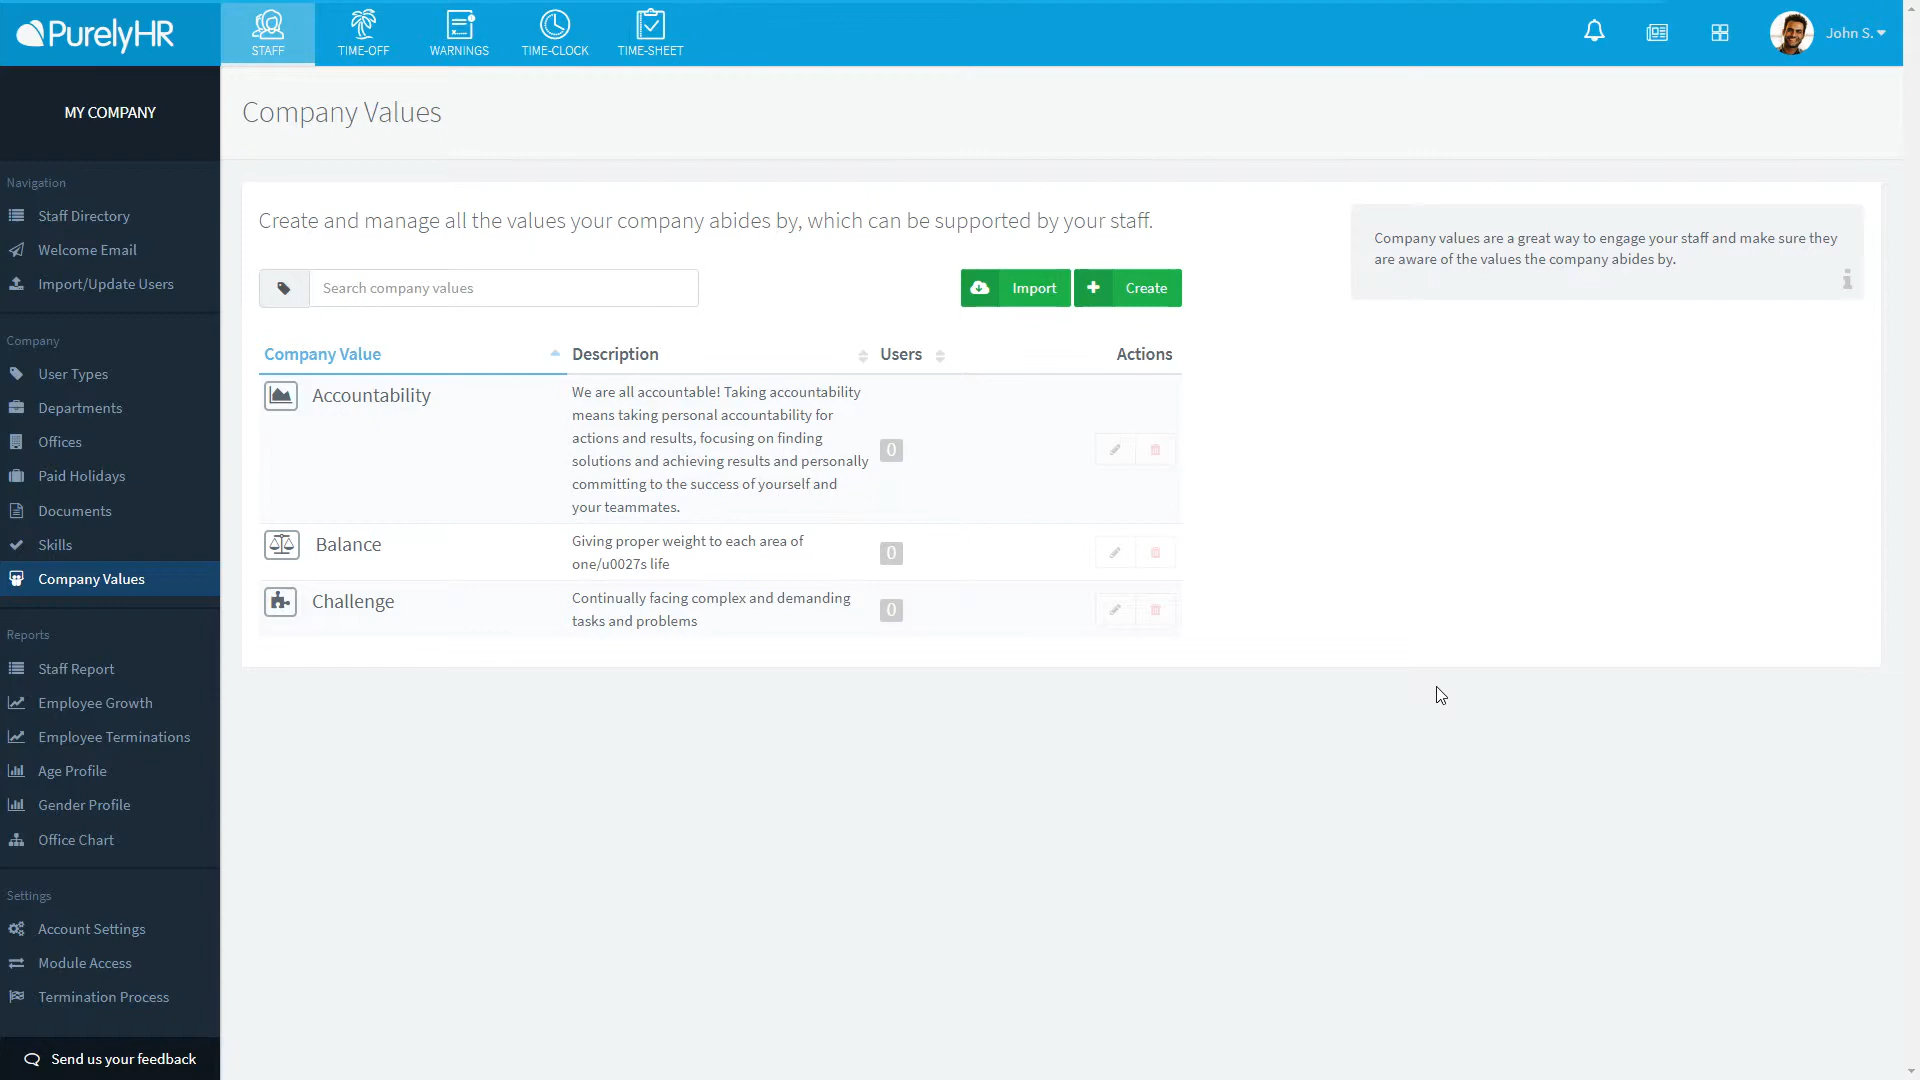 PurelyHR
STAFF
TIME-OFF
WARNINGS
TIME-CLOCK
TIME-SHEET
John S.
MY COMPANY
Navigation
Staff Directory
Welcome Email
Import/Update Users
Company
User Types
Departments
Offices
Paid Holidays
Documents
Skills
Company Values
Reports
Staff Report
Employee Growth
Employee Terminations
Age Profile
Gender Profile
Office Chart
Settings
Account Settings
Module Access
Termination Process
Send us your feedback
Company Values
Create and manage all the values your company abides by, which can be supported by your staff.
Search company values
Import
Create
Company Value
Description
Users
Actions
Accountability
We are all accountable! Taking accountability
means taking personal accountability for
actions and results, focusing on finding
solutions and achieving results and personally
committing to the success of yourself and
your teammates.
0
Balance
Giving proper weight to each area of
one/u0027s life
0
Challenge
Continually facing complex and demanding
tasks and problems
0
Company values are a great way to engage your staff and make sure they
are aware of the values the company abides by.